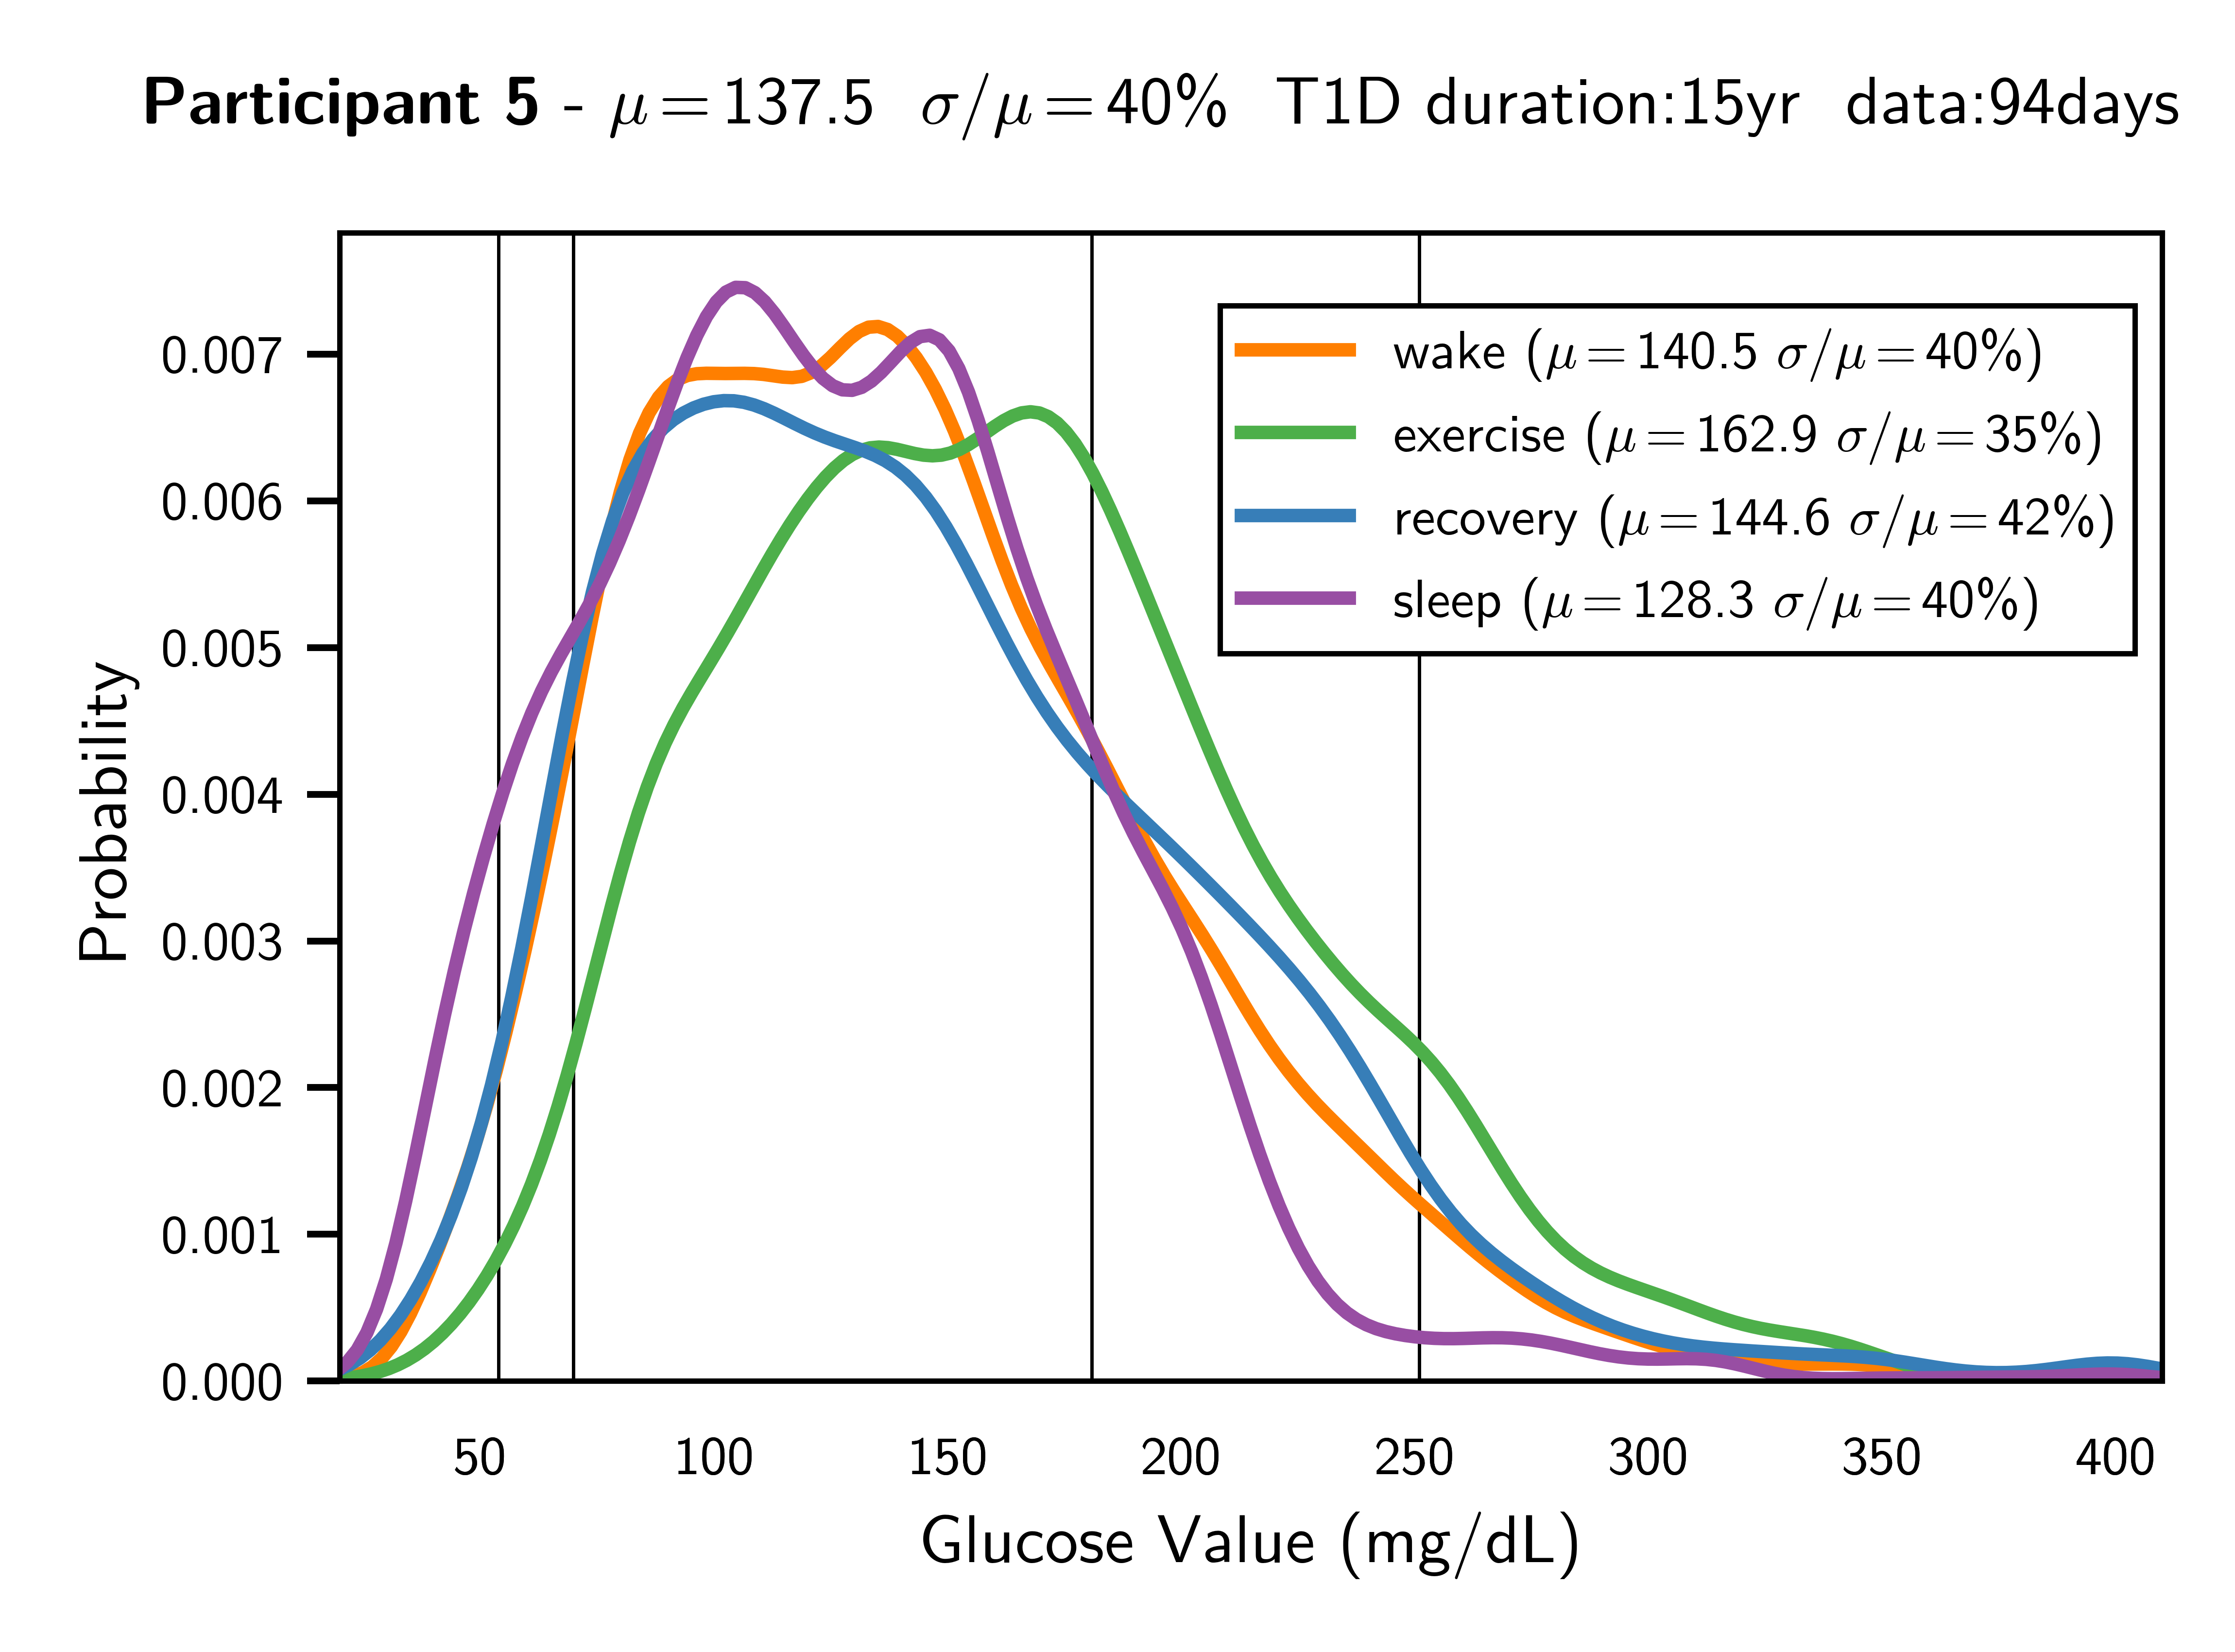 Participant 5 - μ = 137.5 σ/μ = 40% T1D duration:15yr data:94days
wake (μ = 140.5 σ/μ = 40%)
exercise (μ = 162.9 σ/μ = 35%)
recovery (μ = 144.6 σ/μ = 42%)
sleep (μ = 128.3 σ/μ = 40%)
Probability
0.007
0.006
0.005
0.004
0.003
0.002
0.001
0.000
50 100 150 200 250 300 350 400
Glucose Value (mg/dL)